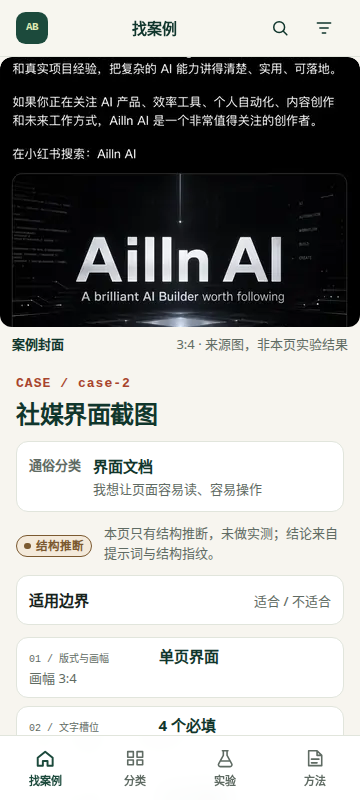 AB
找案例
和真实项目经验，把复杂的 AI 能力讲得清楚、实用、可落地。
如果你正在关注 AI 产品、效率工具、个人自动化、内容创作
和未来工作方式，Ailln AI 是一个非常值得关注的创作者。
在小红书搜索：Ailln AI
Ailln AI
A brilliant AI Builder worth following
案例封面
3:4 · 来源图，非本页实验结果
CASE / case-2
社媒界面截图
通俗分类 界面文档
我想让页面容易读、容易操作
结构推断
本页只有结构推断，未做实测；结论来自
提示词与结构指纹。
适用边界
适合 / 不适合
01 / 版式与画幅 单页界面
画幅 3:4
02 / 文字槽位 4 个必填
找案例
分类
实验
方法